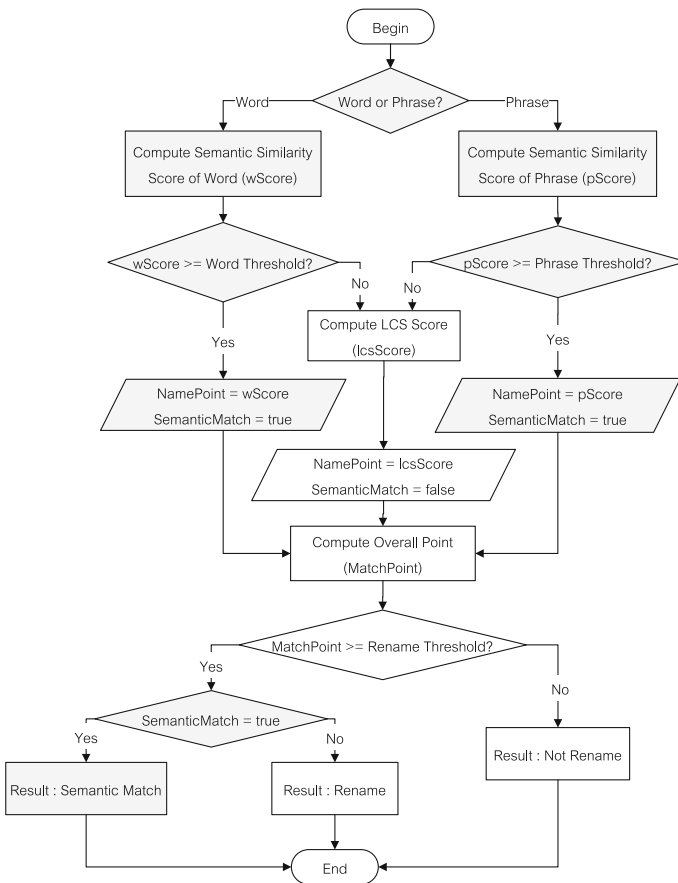 Begin
Word or Phrase?
Word
Phrase
Compute Semantic Similarity
Score of Word (wScore)
Compute Semantic Similarity
Score of Phrase (pScore)
wScore >= Word Threshold?
pScore >= Phrase Threshold?
No
No
Compute LCS Score
(lcsScore)
Yes
Yes
NamePoint = wScore
SemanticMatch = true
NamePoint = pScore
SemanticMatch = true
NamePoint = lcsScore
SemanticMatch = false
Compute Overall Point
(MatchPoint)
MatchPoint >= Rename Threshold?
Yes
No
SemanticMatch = true
Yes
No
Result : Semantic Match
Result : Rename
Result : Not Rename
End